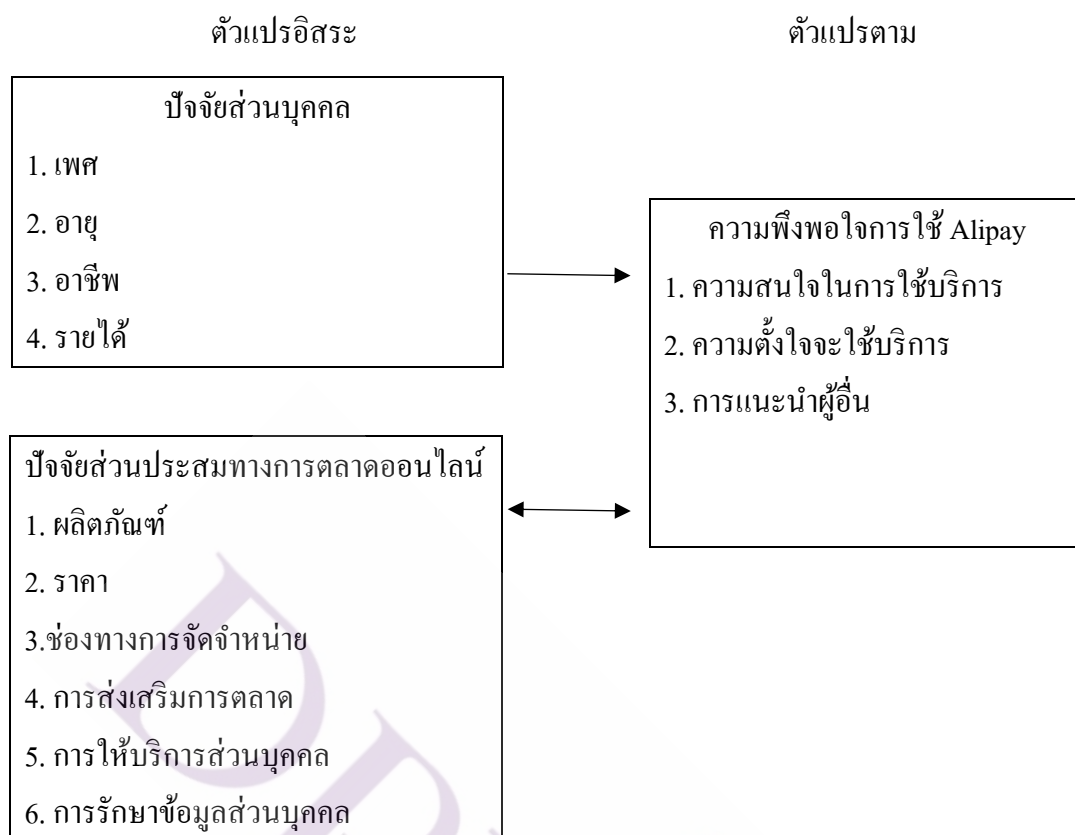 ตัวแปรอิสระ
ตัวแปรตาม
ปัจจัยส่วนบุคคล
1. เพศ
2. อายุ
3. อาชีพ
4. รายได้
ความพึงพอใจการใช้ Alipay
1. ความสนใจในการใช้บริการ
2. ความตั้งใจจะใช้บริการ
3. การแนะนำผู้อื่น
ปัจจัยส่วนประสมทางการตลาดออนไลน์
1. ผลิตภัณฑ์
2. ราคา
3.ช่องทางการจัดจำหน่าย
4. การส่งเสริมการตลาด
5. การให้บริการส่วนบุคคล
6. การรักษาข้อมูลส่วนบุคคล